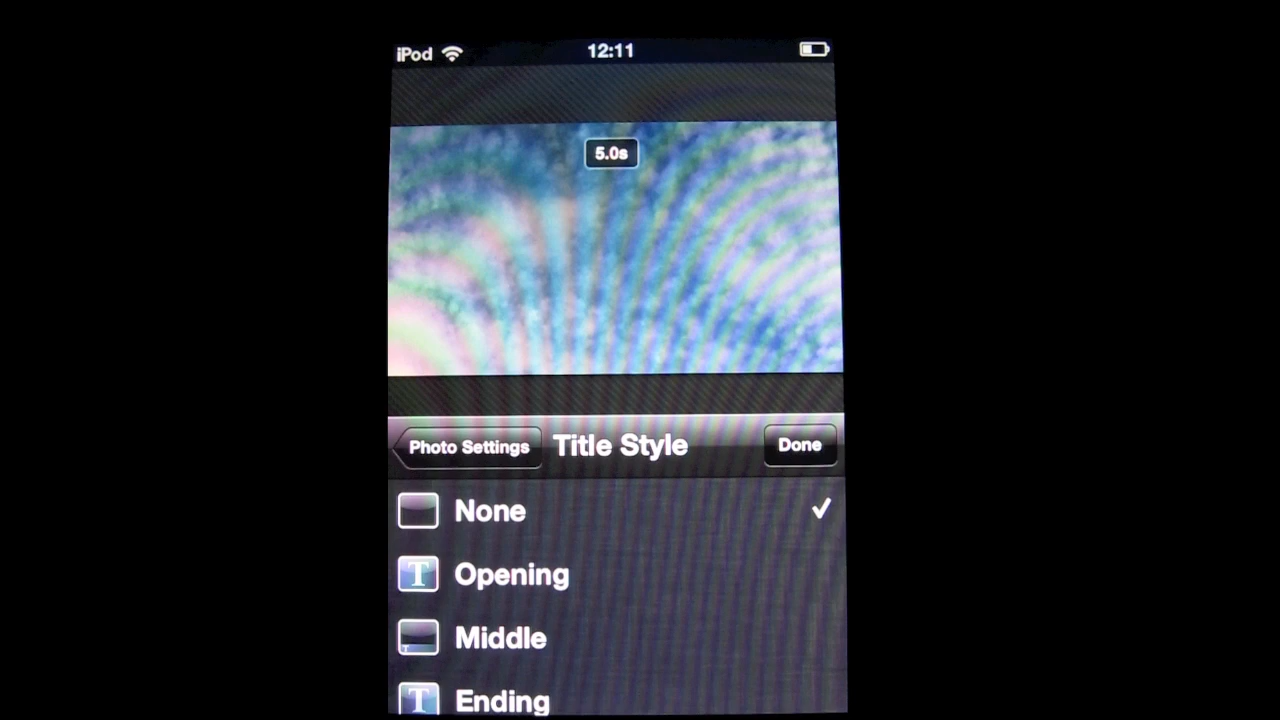 iPod 12:11
5.0s
Photo Settings Title Style Done
None
T Opening
T Middle
T Ending